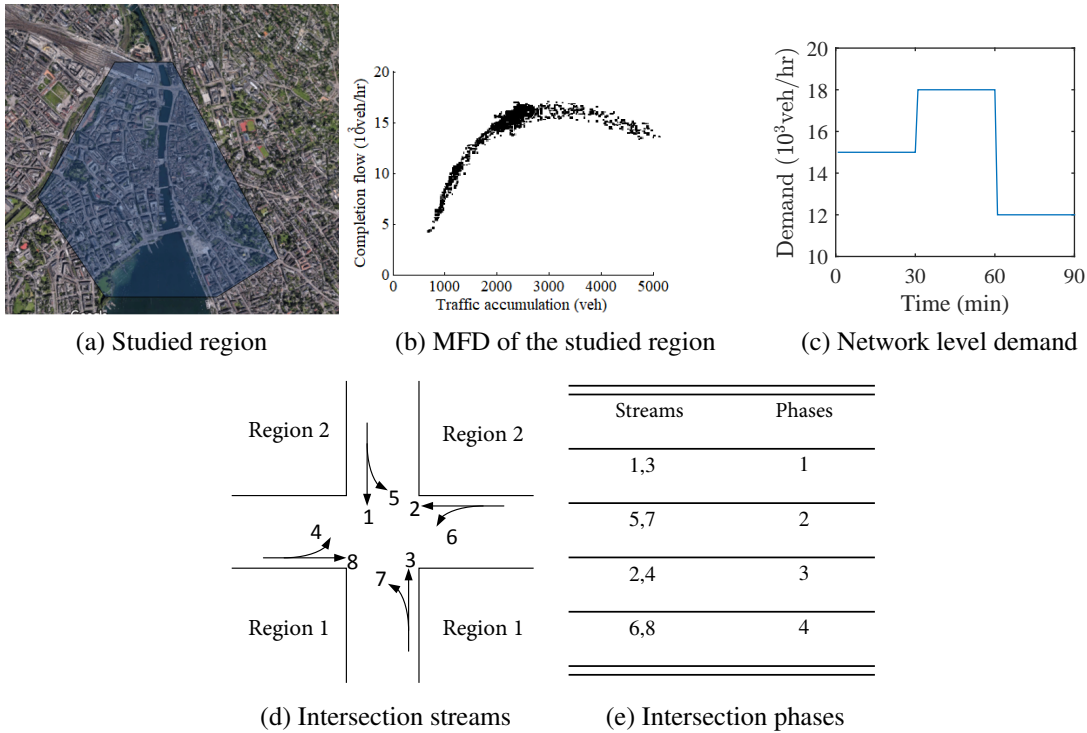 20
15
10
5
0
Completion flow (10³veh/hr)
0
1000
2000
3000
4000
5000
Traffic accumulation (veh)
20
18
16
14
12
10
Demand (10³veh/hr)
0
30
60
90
Time (min)
(a) Studied region
(b) MFD of the studied region
(c) Network level demand
Region 2
Region 2
5
2
1
6
4
8
3
7
Region 1
Region 1
Streams Phases
1,3 1
5,7 2
2,4 3
6,8 4
(d) Intersection streams
(e) Intersection phases